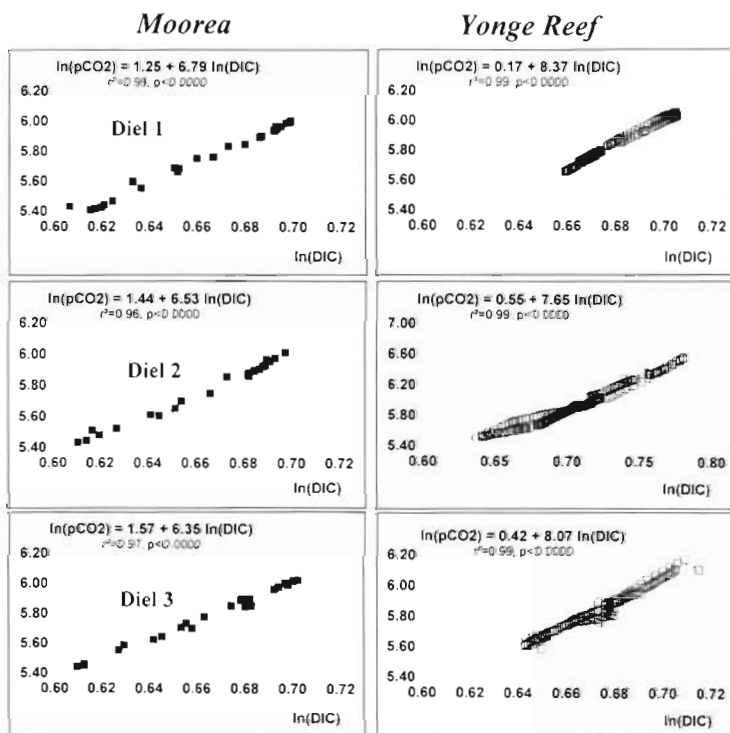 Moorea
Yonge Reef
ln(pCO2) = 1.25 + 6.79 ln(DIC)
r²=0.99, p<0.0000
6.20
6.00
5.80
5.60
5.40
Diel 1
0.60 0.62 0.64 0.66 0.68 0.70 0.72
ln(DIC)
ln(pCO2) = 0.17 + 8.37 ln(DIC)
r²=0.99, p<0.0000
6.20
6.00
5.80
5.60
5.40
0.60 0.62 0.64 0.66 0.68 0.70 0.72
ln(DIC)
ln(pCO2) = 1.44 + 6.53 ln(DIC)
r²=0.96, p<0.0000
6.20
6.00
5.80
5.60
5.40
Diel 2
0.60 0.62 0.64 0.66 0.68 0.70 0.72
ln(DIC)
ln(pCO2) = 0.55 + 7.65 ln(DIC)
r²=0.99, p<0.0000
7.00
6.60
6.20
5.80
5.40
0.60 0.65 0.70 0.75 0.80
ln(DIC)
ln(pCO2) = 1.57 + 6.35 ln(DIC)
r²=0.97, p<0.0000
6.20
6.00
5.80
5.60
5.40
Diel 3
0.60 0.62 0.64 0.66 0.68 0.70 0.72
ln(DIC)
ln(pCO2) = 0.42 + 8.07 ln(DIC)
r²=0.99, p<0.0000
6.20
6.00
5.80
5.60
5.40
0.60 0.62 0.64 0.66 0.68 0.70 0.72
ln(DIC)